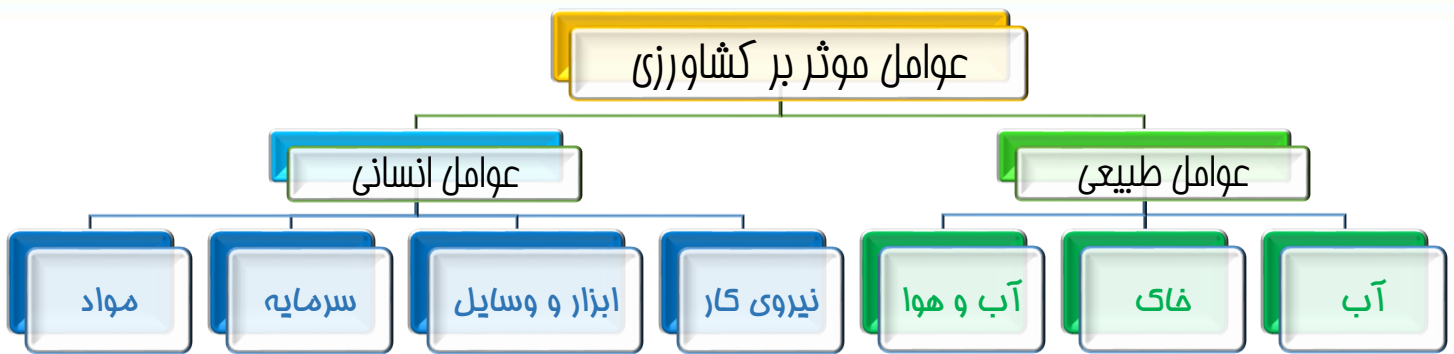 عوامل موثر بر کشاورزی
عوامل طبیعی
عوامل انسانی
آب
خاک
آب و هوا
نیروی کار
ابزار و وسایل
سرمایه
مواد